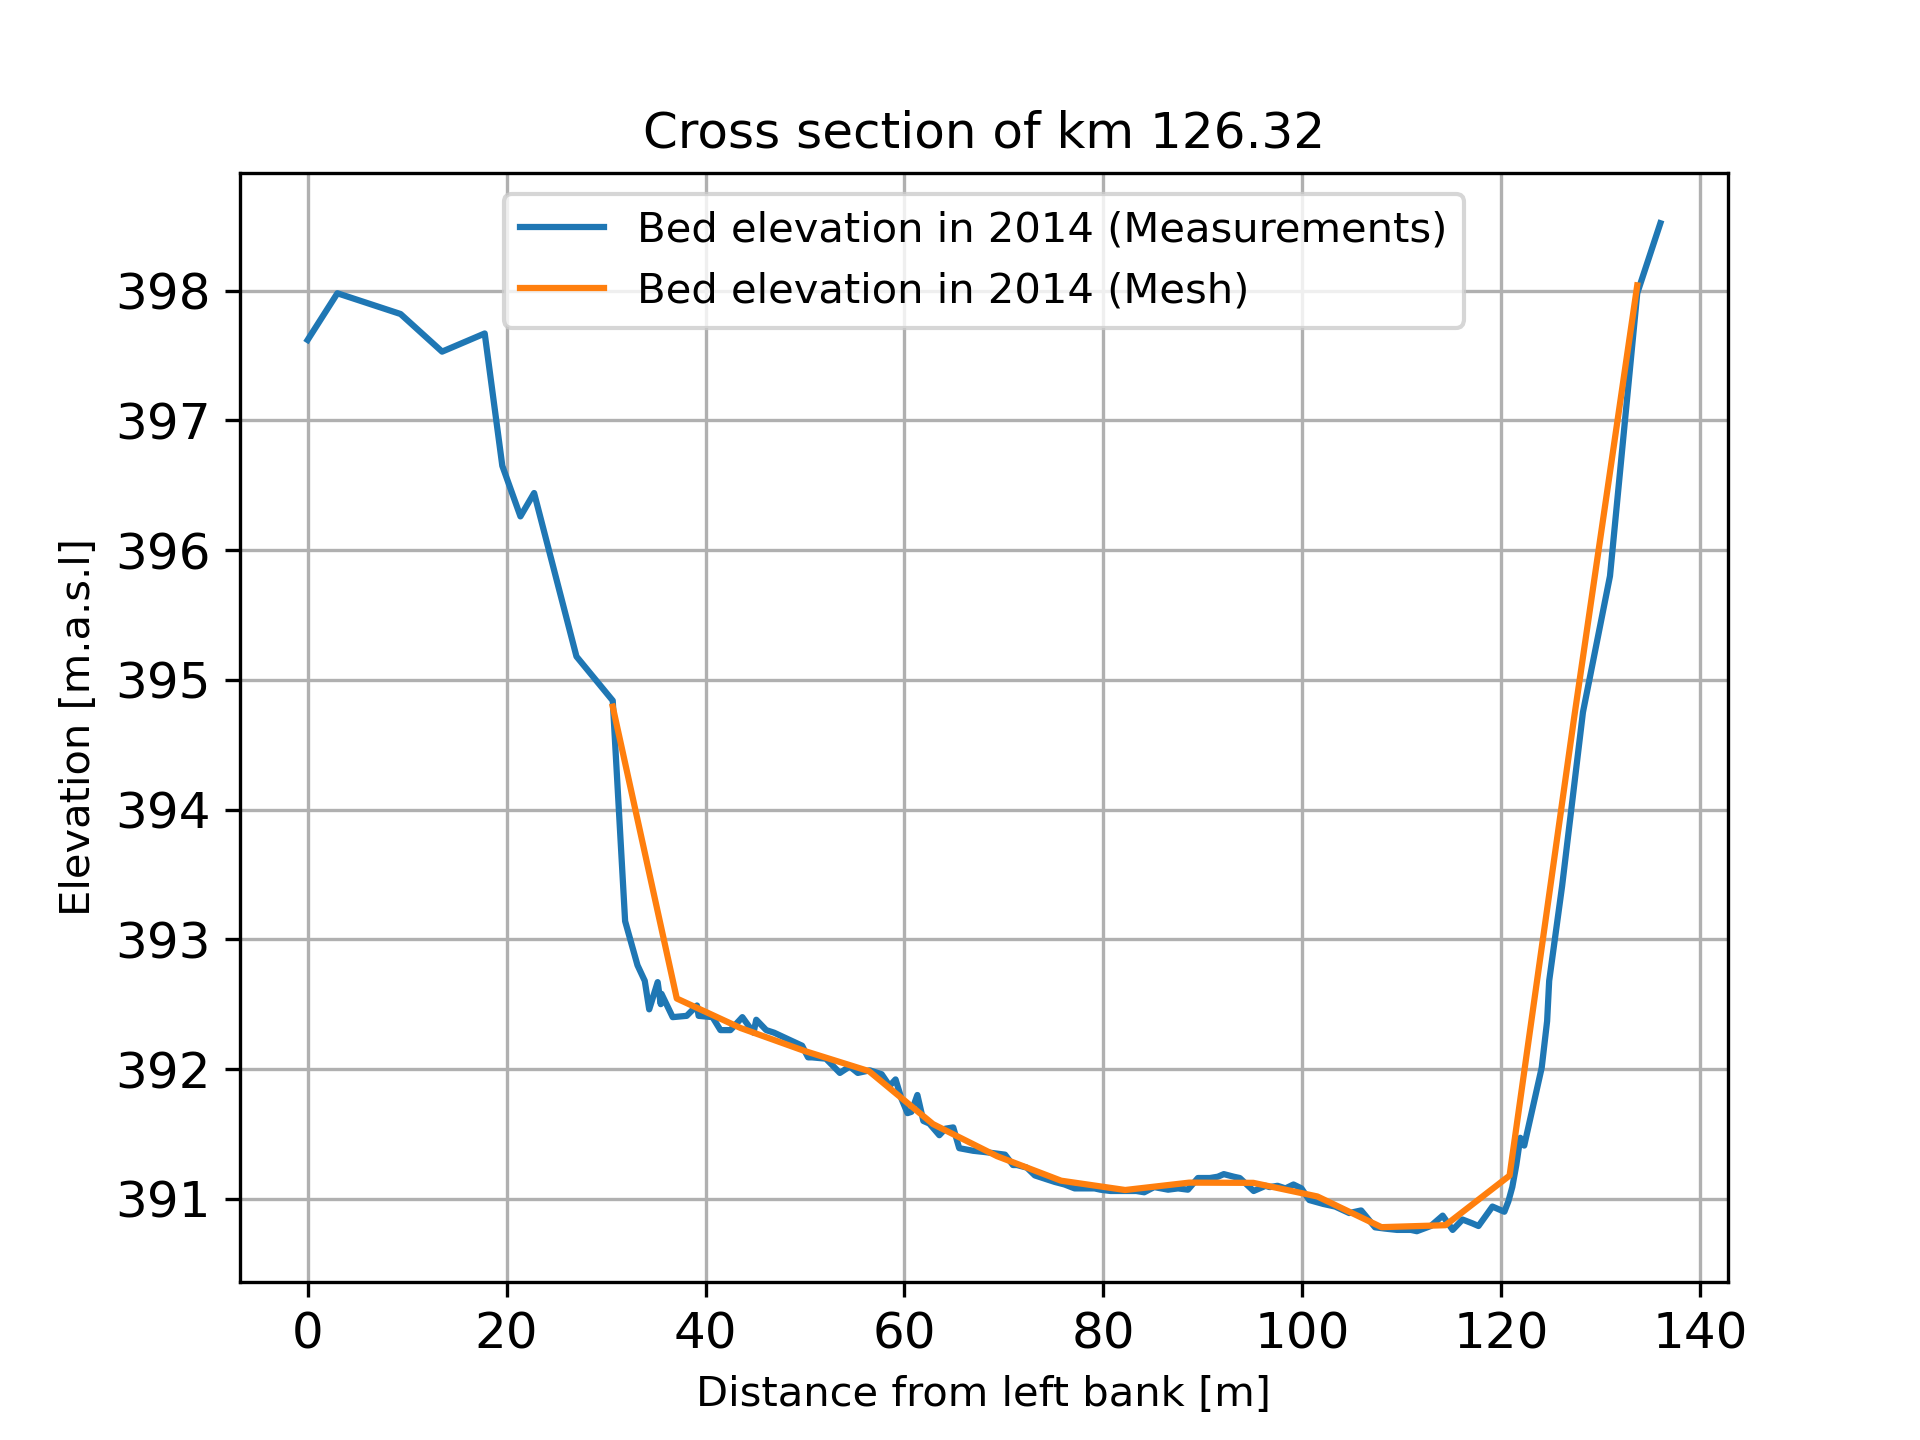 Cross section of km 126.32
Bed elevation in 2014 (Measurements)
Bed elevation in 2014 (Mesh)
398
397
396
395
394
393
392
391
Elevation [m.a.s.l]
0 20 40 60 80 100 120 140
Distance from left bank [m]